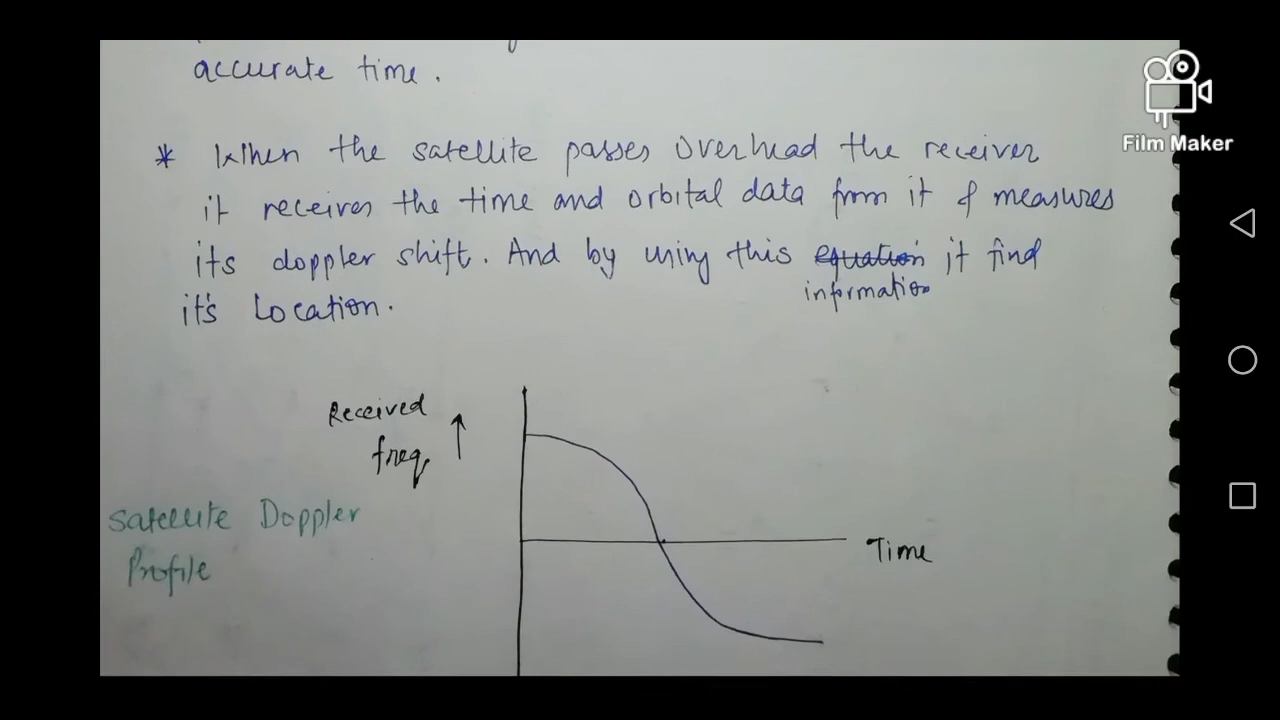 accurate time.
Film Maker
* When the satellite passes overhead the receiver
it receives the time and orbital data from it & measures
its doppler shift. And by using this equation it find
information
it's Location.
Received
freq
Satellite Doppler
Profile
Time